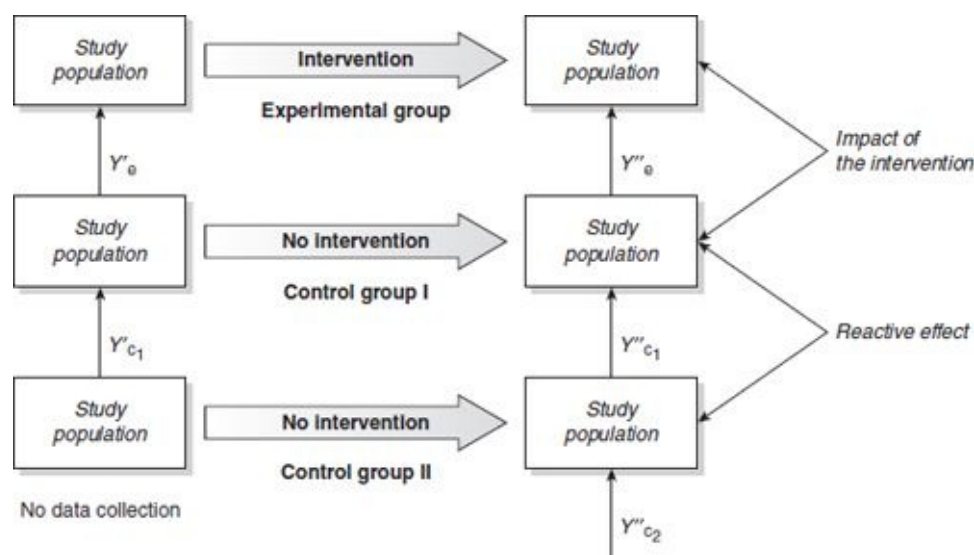 Study
population
Intervention
Experimental group
Study
population
Impact of
the intervention
Y'e
Y"e
Study
population
No intervention
Control group I
Study
population
Reactive effect
Y'c1
Y"c1
Study
population
No intervention
Control group II
Study
population
No data collection
Y"c2